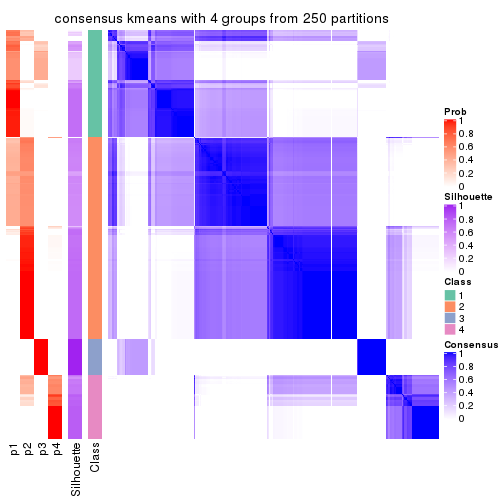 consensus kmeans with 4 groups from 250 partitions
Prob
1
0.8
0.6
0.4
0.2
0
Silhouette
1
0.8
0.6
0.4
0.2
0
Class
1
2
3
4
Consensus
1
0.8
0.6
0.4
0.2
0
p1
p2
p3
p4
Silhouette
Class